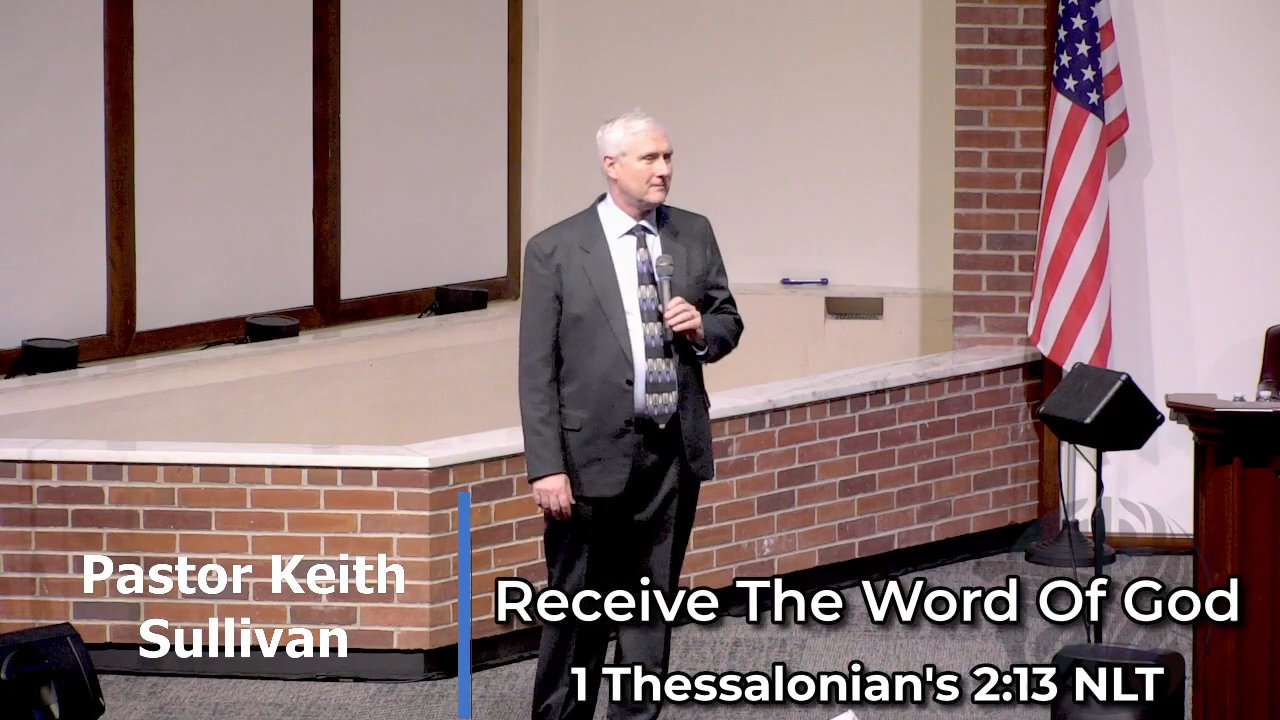 Pastor Keith
Sullivan
Receive The Word Of God
1 Thessalonian's 2:13 NLT